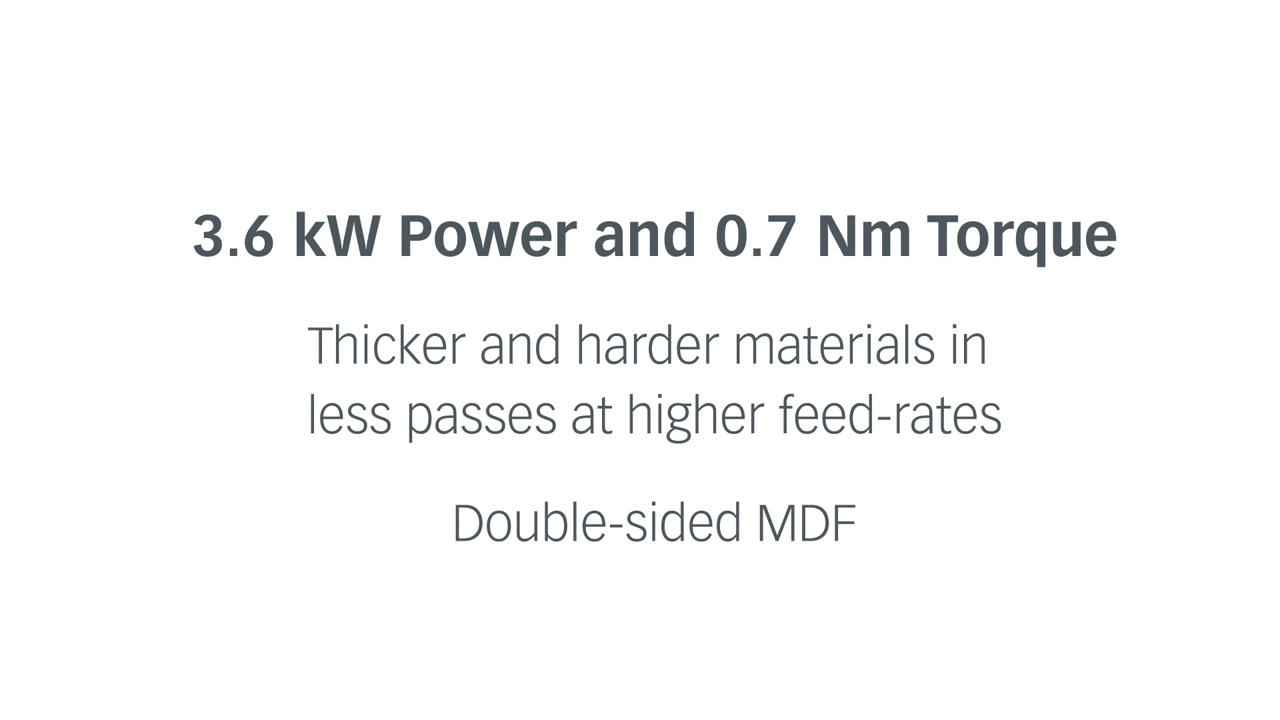 3.6 kW Power and 0.7 Nm Torque
Thicker and harder materials in
less passes at higher feed-rates
Double-sided MDF